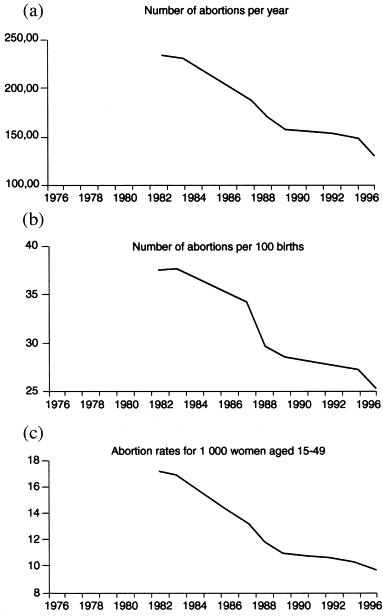 (a)
Number of abortions per year
250,00
200,00
150,00
100,00
1976 1978 1980 1982 1984 1986 1988 1990 1992 1994 1996
(b)
Number of abortions per 100 births
40
35
30
25
1976 1978 1980 1982 1984 1986 1988 1990 1992 1994 1996
(c)
Abortion rates for 1 000 women aged 15-49
18
16
14
12
10
8
1976 1978 1980 1982 1984 1986 1988 1990 1992 1994 1996